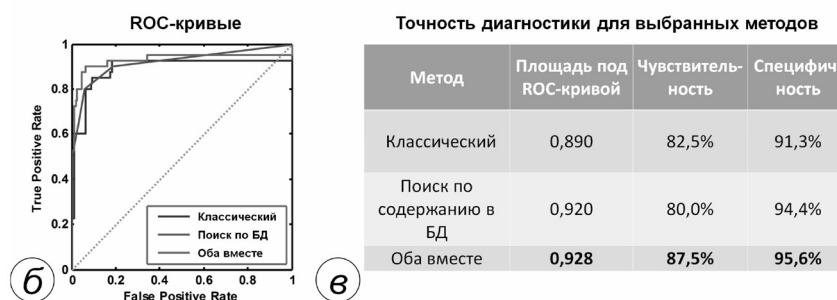 ROC-кривые
True Positive Rate
1
0.8
0.6
0.4
0.2
0
0
0.2
0.4
0.6
0.8
1
False Positive Rate
Классический
Поиск по БД
Оба вместе
б
Точность диагностики для выбранных методов
Метод
Площадь под
ROC-кривой
Чувствитель-
ность
Специфич
ность
Классический
0,890
82,5%
91,3%
Поиск по
содержанию в
БД
0,920
80,0%
94,4%
Оба вместе
0,928
87,5%
95,6%
в